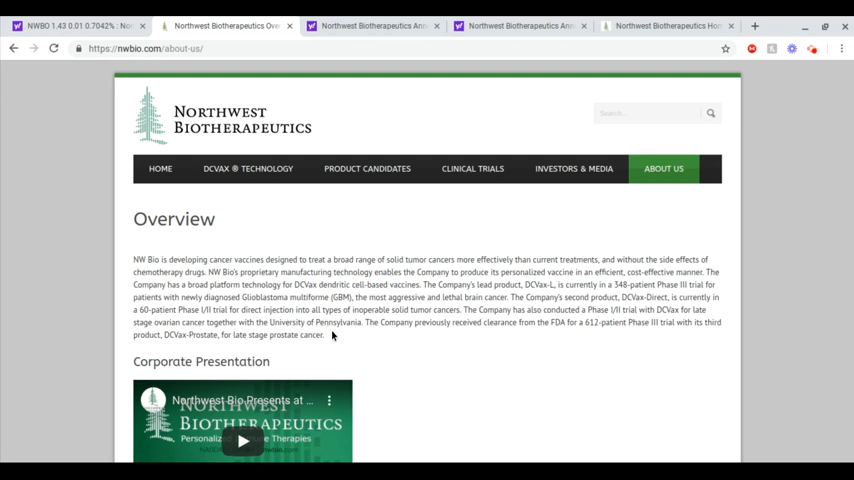 NWBO 1.43 0.01 0.7042% : Nor
Northwest Biotherapeutics Ove
Northwest Biotherapeutics Ann
Northwest Biotherapeutics Ann
Northwest Biotherapeutics Hom
https://nwbio.com/about-us/
NORTHWEST
BIOTHERAPEUTICS
Search...
HOME
DCVAX ® TECHNOLOGY
PRODUCT CANDIDATES
CLINICAL TRIALS
INVESTORS & MEDIA
ABOUT US
Overview
NW Bio is developing cancer vaccines designed to treat a broad range of solid tumor cancers more effectively than current treatments, and without the side effects of
chemotherapy drugs. NW Bio's proprietary manufacturing technology enables the Company to produce its personalized vaccine in an efficient, cost-effective manner. The
Company has a broad platform technology for DCVax dendritic cell-based vaccines. The Company's lead product, DCVax-L, is currently in a 348-patient Phase III trial for
patients with newly diagnosed Glioblastoma multiforme (GBM), the most aggressive and lethal brain cancer. The Company's second product, DCVax-Direct, is currently in
a 60-patient Phase I/II trial for direct injection into all types of inoperable solid tumor cancers. The Company has also conducted a Phase I/II trial with DCVax for late
stage ovarian cancer together with the University of Pennsylvania. The Company previously received clearance from the FDA for a 612-patient Phase III trial with its third
product, DCVax-Prostate, for late stage prostate cancer.
Corporate Presentation
Northwest Bio Presents at ...
NORTHWEST
BIOTHERAPEUTICS
Personalized Immune Therapies